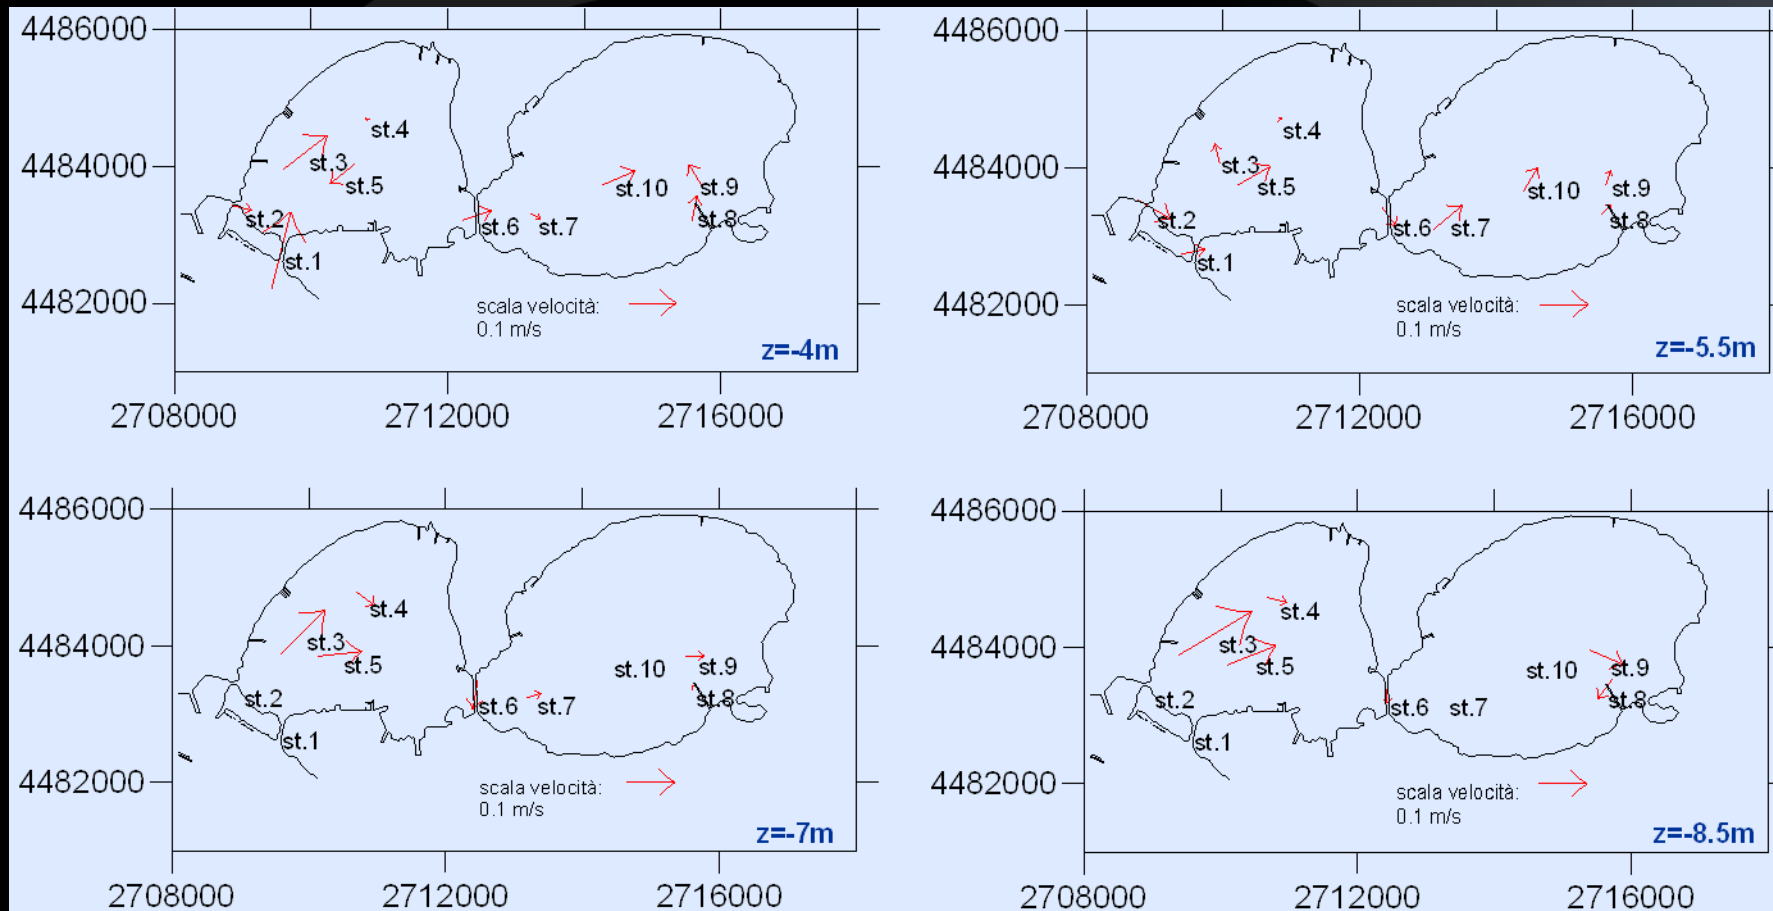 4486000
st.4
4484000
st.3
st.5
st.10
st.9
st.2
st.6
st.7
st.8
st.1
4482000
scala velocità:
0.1 m/s
z=-4m
2708000 2712000 2716000
4486000
st.4
4484000
st.3
st.5
st.10
st.9
st.2
st.6
st.7
st.8
st.1
4482000
scala velocità:
0.1 m/s
z=-5.5m
2708000 2712000 2716000
4486000
st.4
4484000
st.3
st.5
st.10
st.9
st.2
st.6
st.7
st.8
st.1
4482000
scala velocità:
0.1 m/s
z=-7m
2708000 2712000 2716000
4486000
st.4
4484000
st.3
st.5
st.10
st.9
st.2
st.6
st.7
st.8
st.1
4482000
scala velocità:
0.1 m/s
z=-8.5m
2708000 2712000 2716000